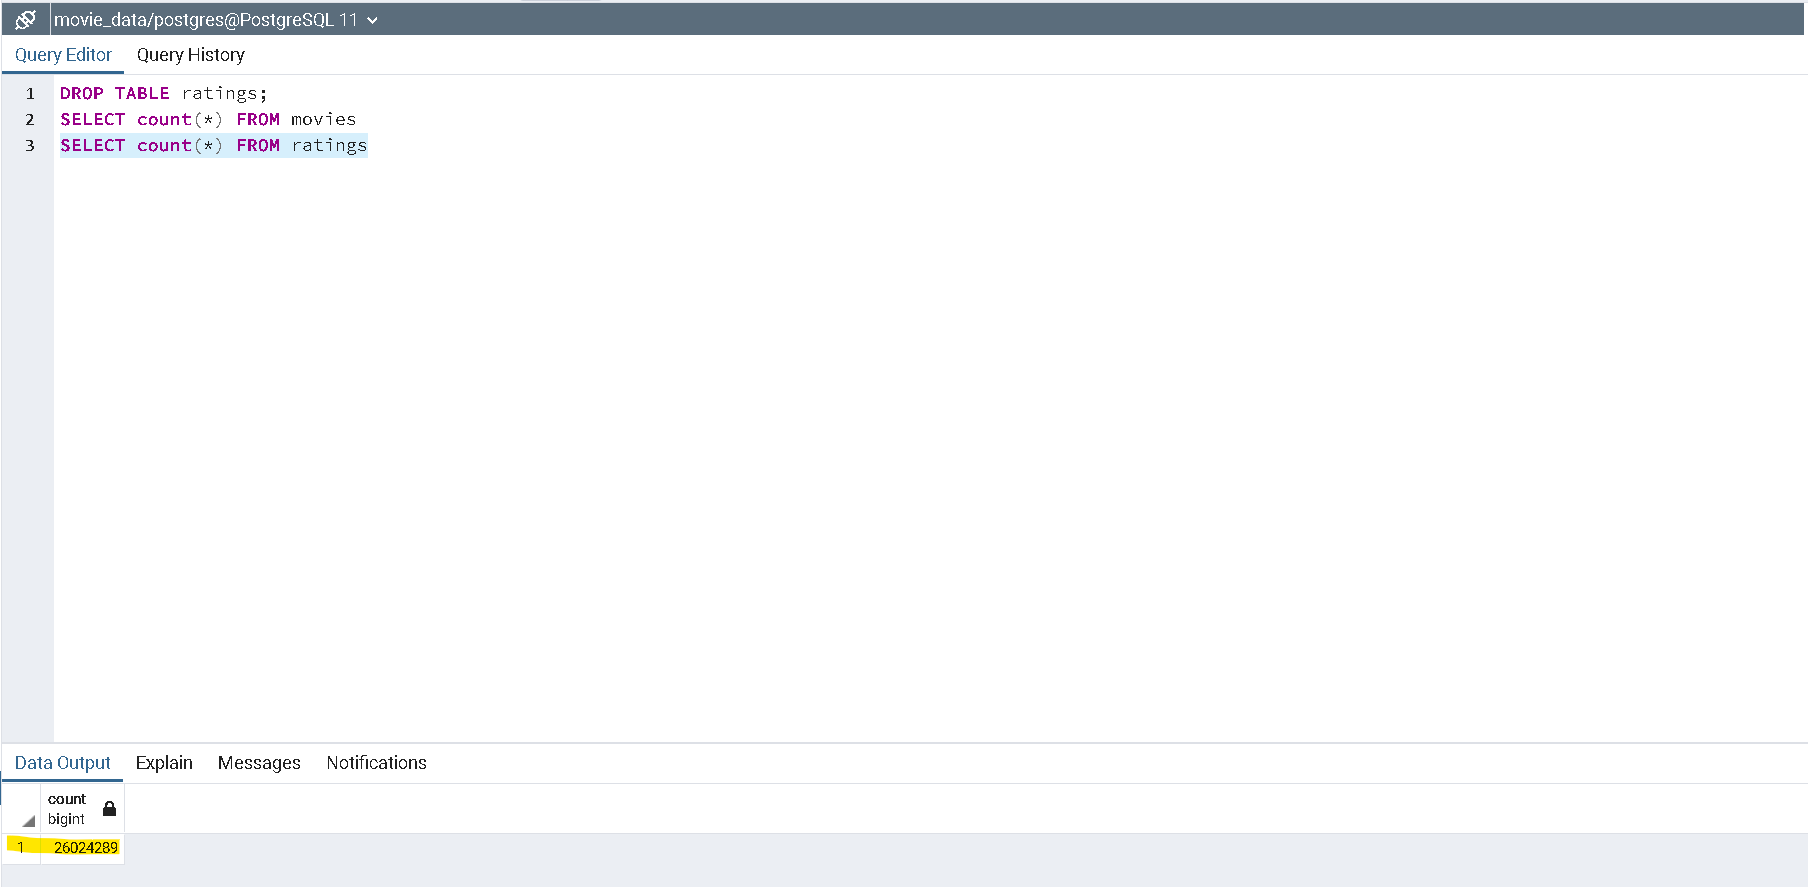 movie_data/postgres@PostgreSQL 11
Query Editor Query History
1 DROP TABLE ratings;
2 SELECT count(*) FROM movies
3 SELECT count(*) FROM ratings
Data Output Explain Messages Notifications
count
bigint
1 26024289